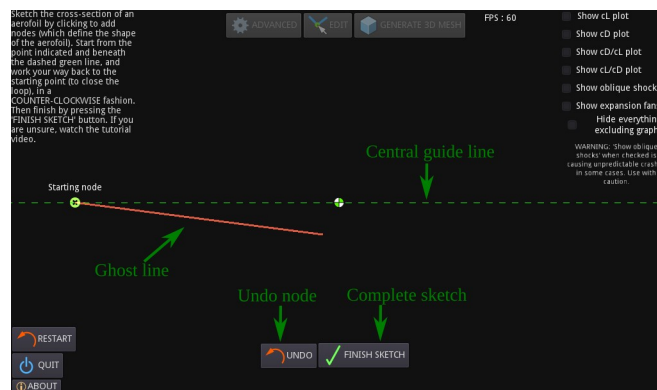 Sketch the cross-section of an
aerofoil by clicking to add
nodes (which define the shape
of the aerofoil). Start from the
point indicated and beneath
the dashed green line, and
work your way back to the
starting point (to close the
loop), in a
COUNTER-CLOCKWISE fashion.
Then finish by pressing the
'FINISH SKETCH' button. If you
are unsure, watch the tutorial
video.
ADVANCED
EDIT
GENERATE 3D MESH
FPS : 60
Show cL plot
Show cD plot
Show cD/cL plot
Show cL/cD plot
Show oblique shock
Show expansion fans
Hide everythin
excluding graph
WARNING: 'Show oblique
shocks' when checked is
causing unpredictable crash
in some cases. Use with
caution.
Central guide line
Starting node
Ghost line
Undo node
Complete sketch
UNDO
FINISH SKETCH
RESTART
QUIT
ABOUT